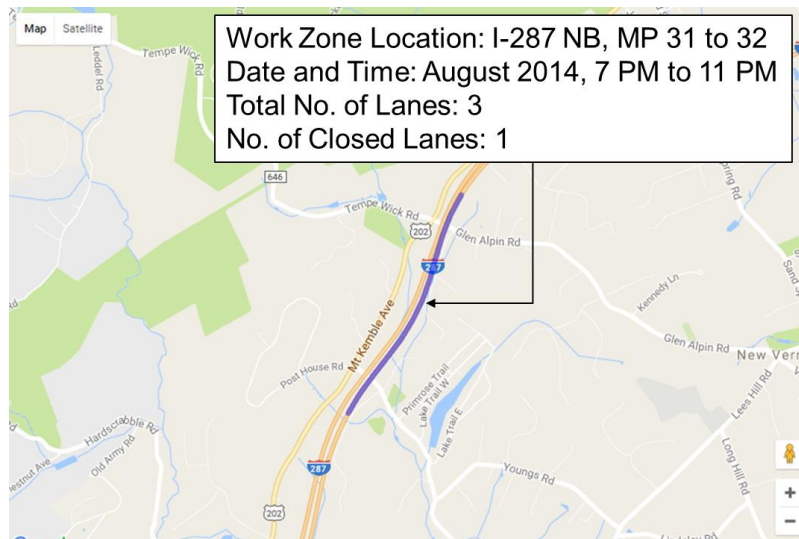 Map Satellite
Work Zone Location: I-287 NB, MP 31 to 32
Date and Time: August 2014, 7 PM to 11 PM
Total No. of Lanes: 3
No. of Closed Lanes: 1
Leddel Rd
Tempe Wick Rd
646
Tempe Wick Rd
202
Glen Alpin Rd
287
Kennedy Ln
Mt Kemble Ave
Glen Alpin Rd
New
Post House Rd
Primrose Trail
Lake Trail W
Lake Trail E
Lees Hill Rd
Hardscrabble Rd
Old Army Rd
Long Hill Rd
287
Youngs Rd
202